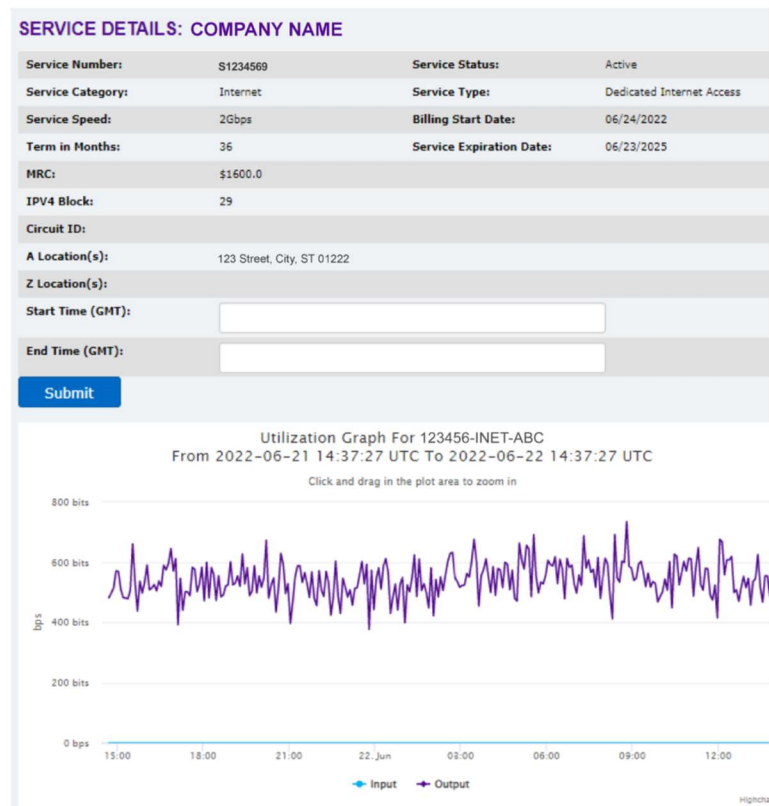 SERVICE DETAILS: COMPANY NAME
Service Number: S1234569 Service Status: Active
Service Category: Internet Service Type: Dedicated Internet Access
Service Speed: 2Gbps Billing Start Date: 06/24/2022
Term in Months: 36 Service Expiration Date: 06/23/2025
MRC: $1600.0
IPV4 Block: 29
Circuit ID:
A Location(s): 123 Street, City, ST 01222
Z Location(s):
Start Time (GMT):
End Time (GMT):
Submit
Utilization Graph For 123456-INET-ABC
From 2022-06-21 14:37:27 UTC To 2022-06-22 14:37:27 UTC
Click and drag in the plot area to zoom in
800 bits
600 bits
400 bits
200 bits
0 bps
bps
15:00 18:00 21:00 22. Jun 03:00 06:00 09:00 12:00
Input Output